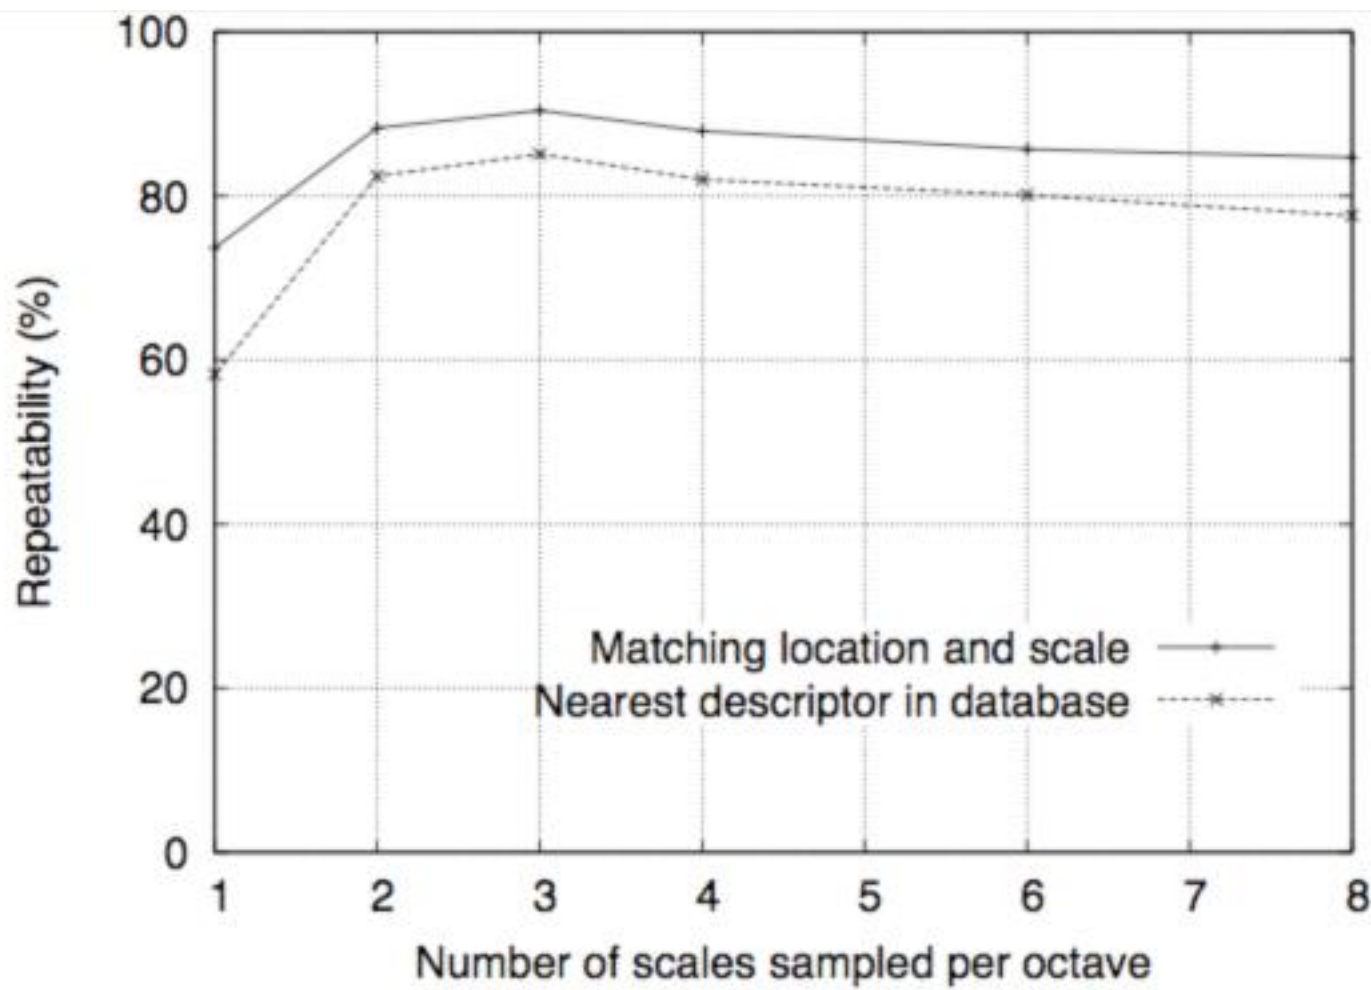 100
80
60
40
20
0
Repeatability (%)
Matching location and scale
Nearest descriptor in database
1 2 3 4 5 6 7 8
Number of scales sampled per octave